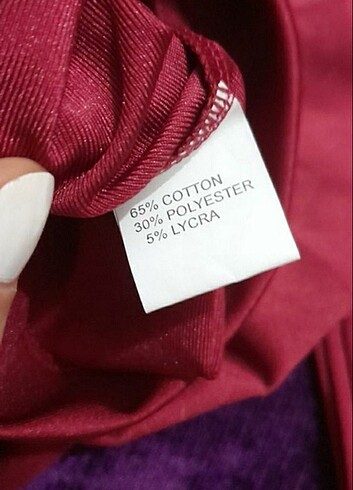 65% COTTON
30% POLYESTER
5% LYCRA